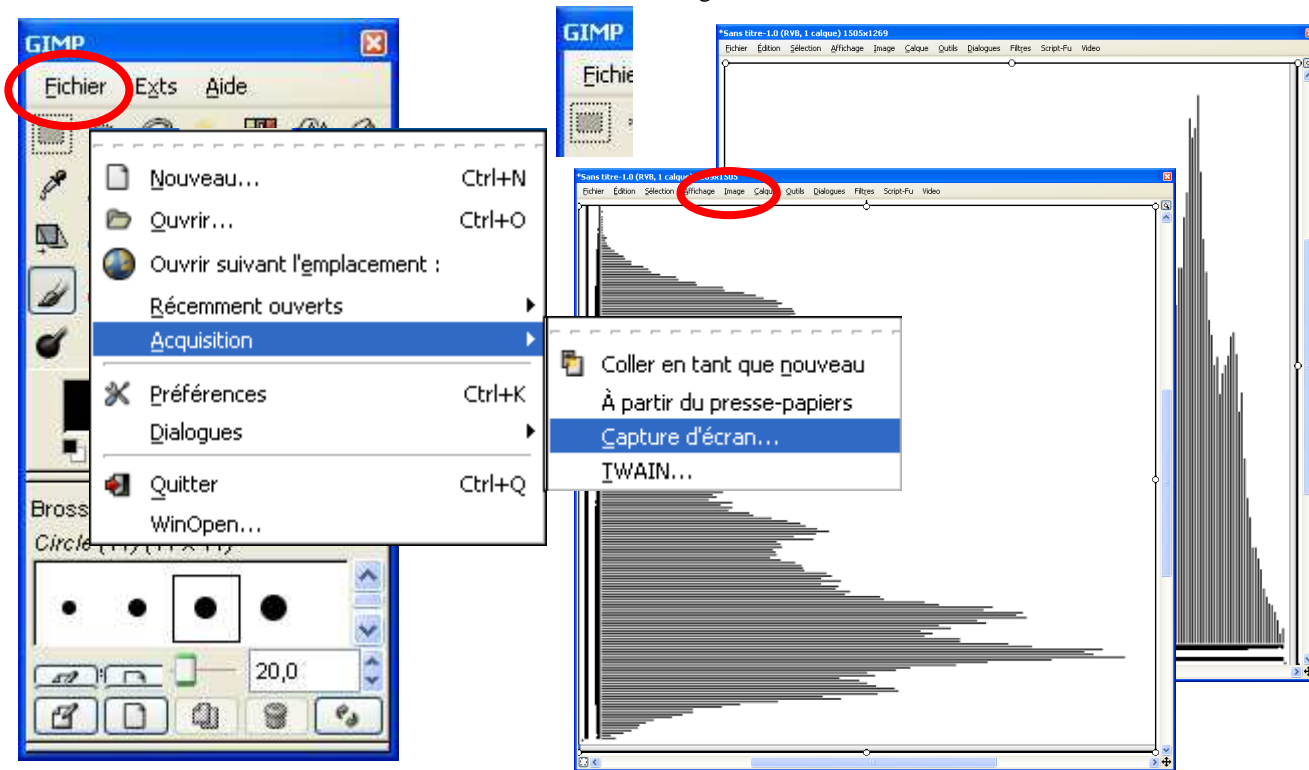 GIMP
Fichier Exts Aide
Nouveau... Ctrl+N
Ouvrir... Ctrl+O
Ouvrir suivant l'emplacement :
Récemment ouverts
Acquisition
Préférences Ctrl+K
Dialogues
Quitter Ctrl+Q
WinOpen...
Coller en tant que nouveau
À partir du presse-papiers
Capture d'écran...
TWAIN...
Bross
Circle
20,0
GIMP
Fichie
*Sans titre-1.0 (RVB, 1 calque) 1505x1269
Fichier Édition Sélection Affichage Image Calque Outils Dialogues Filtres Script-Fu Video
*Sans titre-1.0 (RVB, 1 calque)
Fichier Édition Sélection Affichage Image Calque Outils Dialogues Filtres Script-Fu Video